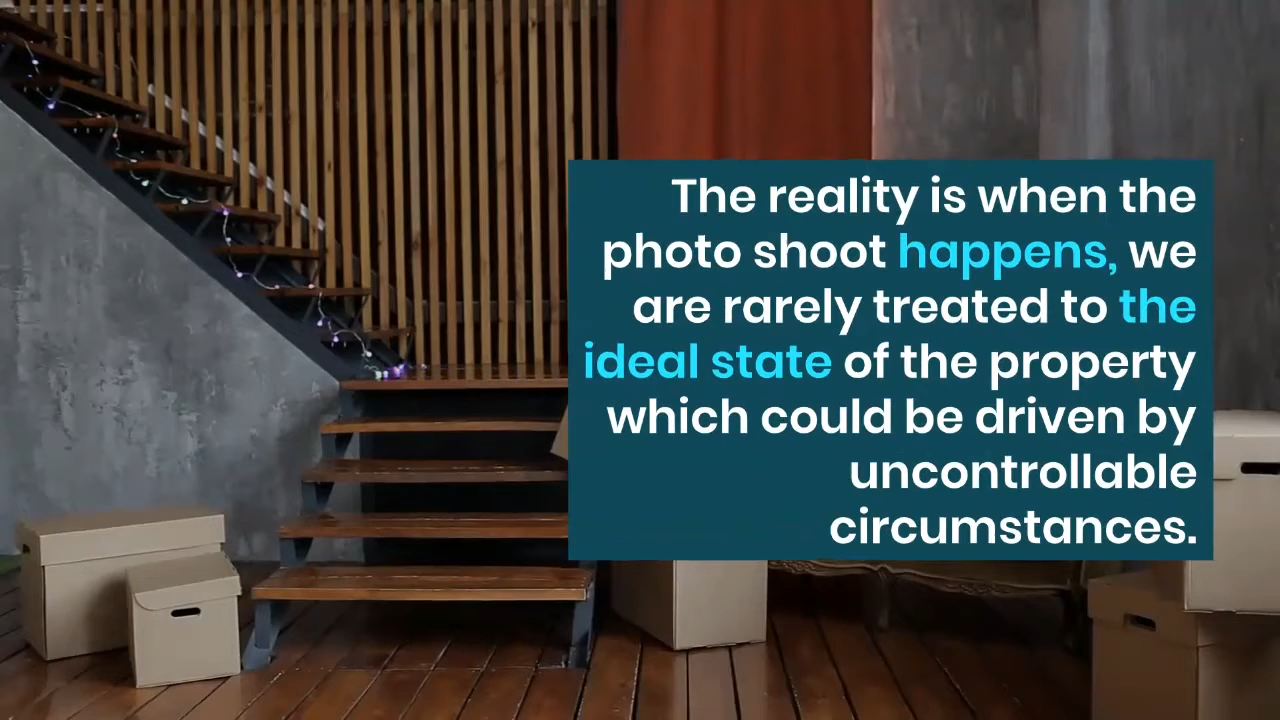 The reality is when the
photo shoot happens, we
are rarely treated to the
ideal state of the property
which could be driven by
uncontrollable
circumstances.